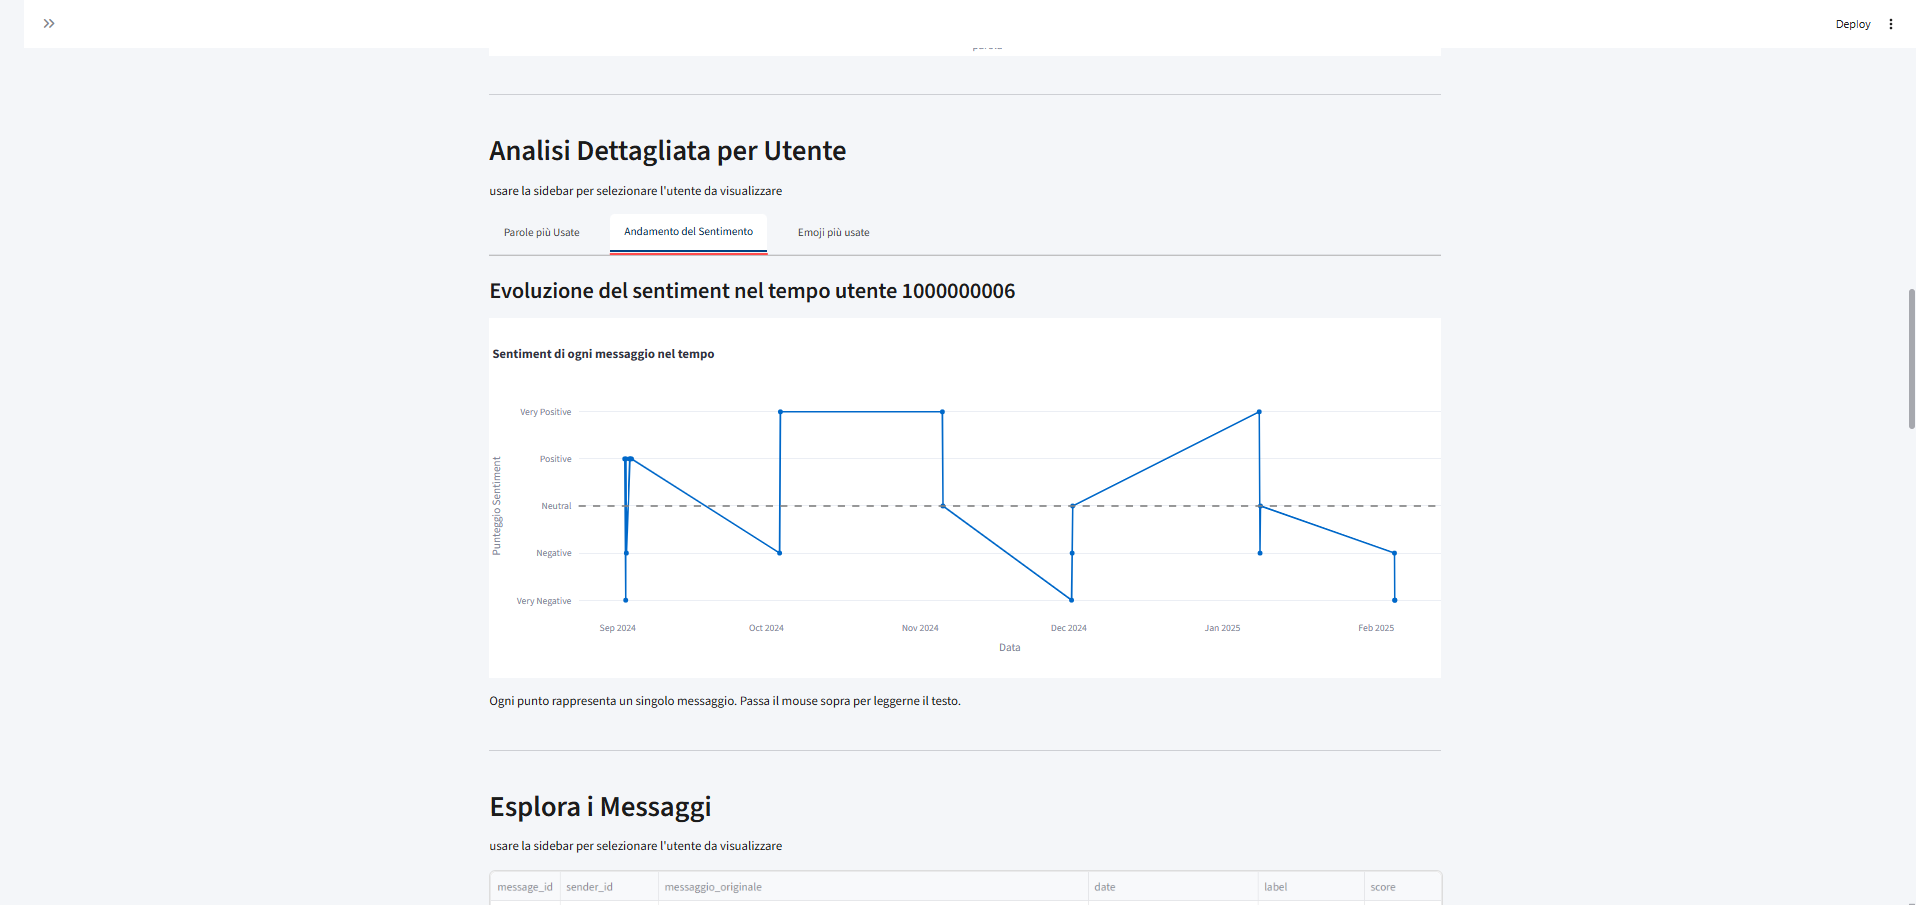 Deploy
Analisi Dettagliata per Utente
usare la sidebar per selezionare l'utente da visualizzare
Parole più Usate
Andamento del Sentimento
Emoji più usate
Evoluzione del sentiment nel tempo utente 1000000006
Sentiment di ogni messaggio nel tempo
Punteggio Sentiment
Very Positive
Positive
Neutral
Negative
Very Negative
Sep 2024
Oct 2024
Nov 2024
Dec 2024
Jan 2025
Feb 2025
Data
Ogni punto rappresenta un singolo messaggio. Passa il mouse sopra per leggerne il testo.
Esplora i Messaggi
usare la sidebar per selezionare l'utente da visualizzare
message_id
sender_id
messaggio_originale
date
label
score